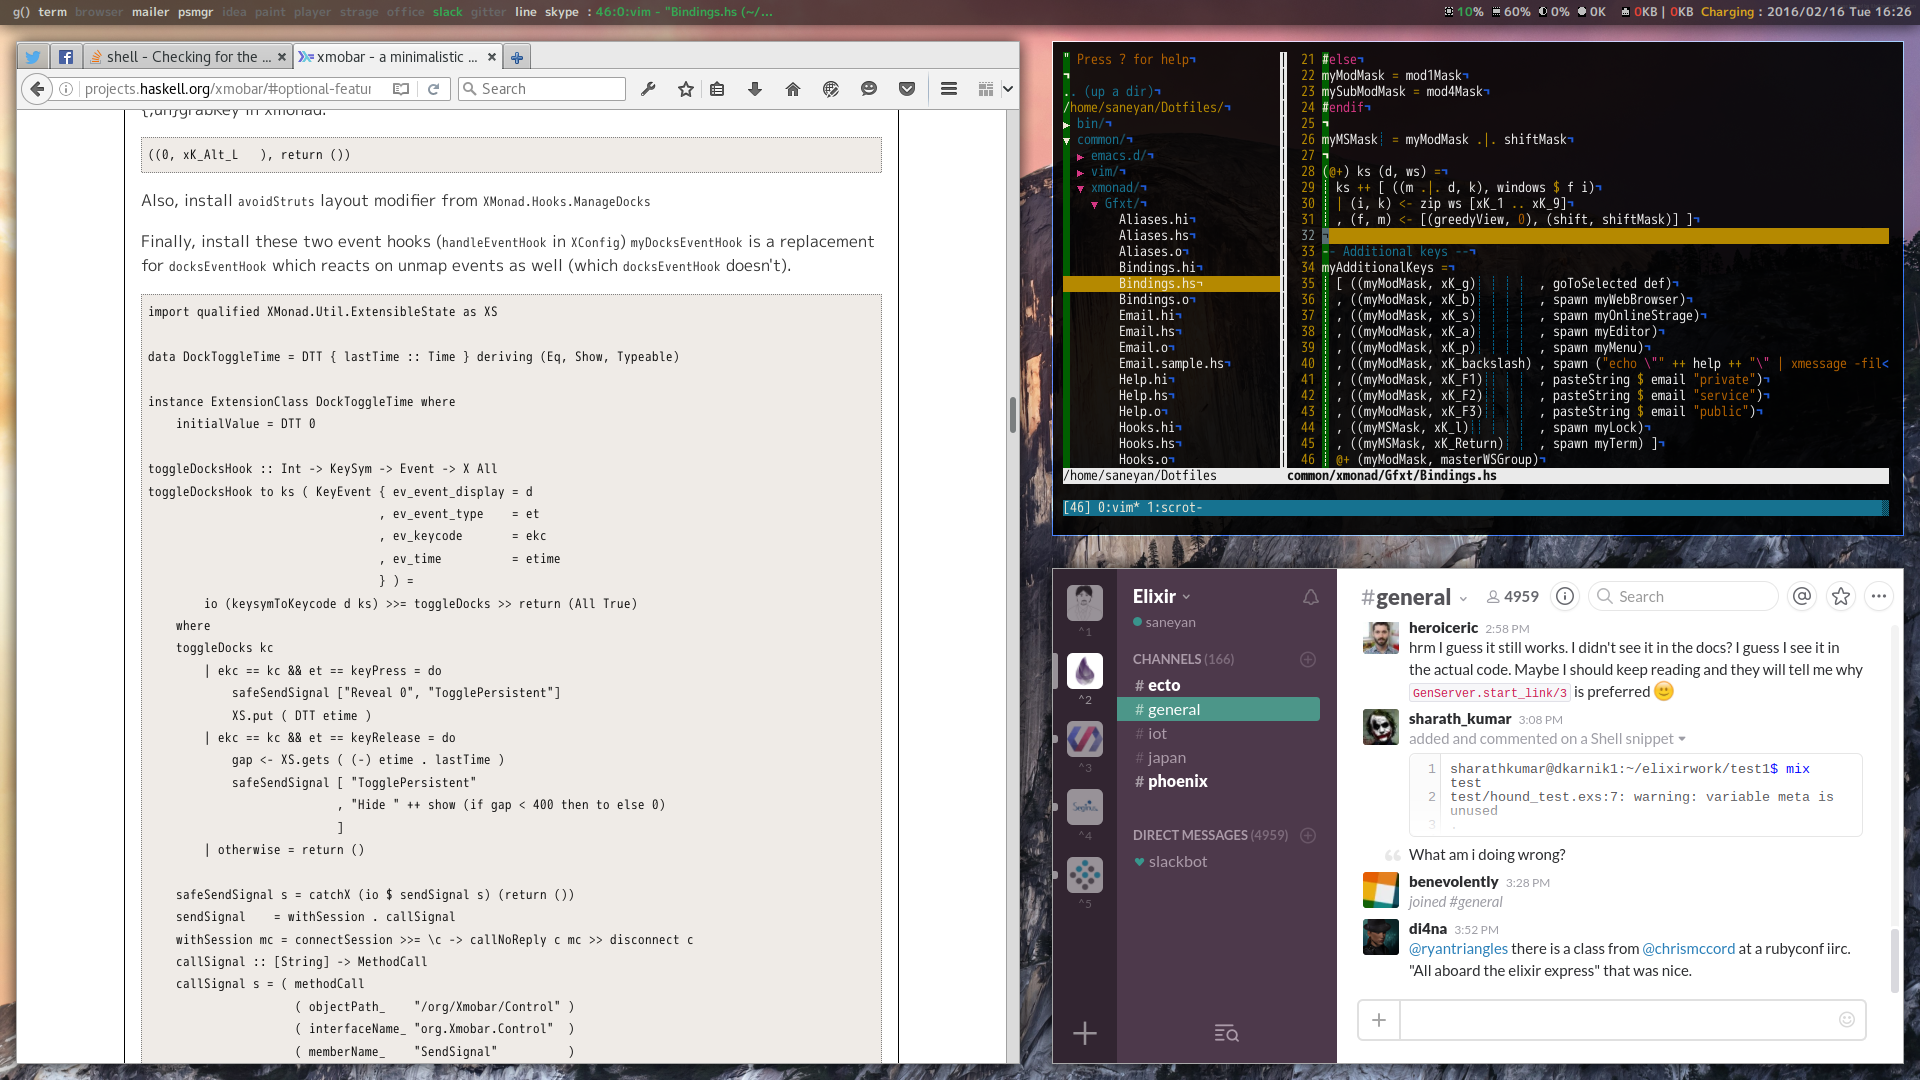 g() term browser mailer psmgr idea paint player strage office slack gitter line skype : 46:0:vim - "Bindings.hs (~/...
10% 60% 0% 0K 0KB | 0KB Charging : 2016/02/16 Tue 16:26
shell - Checking for the ...
xmobar - a minimalistic ...
projects.haskell.org/xmobar/#optional-featur
Search
{,un}grabKey in xmonad.
((0, xK_Alt_L   ), return ())
Also, install avoidStruts layout modifier from XMonad.Hooks.ManageDocks
Finally, install these two event hooks (handleEventHook in XConfig) myDocksEventHook is a replacement
for docksEventHook which reacts on unmap events as well (which docksEventHook doesn't).
import qualified XMonad.Util.ExtensibleState as XS
data DockToggleTime = DTT { lastTime :: Time } deriving (Eq, Show, Typeable)
instance ExtensionClass DockToggleTime where
    initialValue = DTT 0
toggleDocksHook :: Int -> KeySym -> Event -> X All
toggleDocksHook to ks ( KeyEvent { ev_event_display = d
                                 , ev_event_type    = et
                                 , ev_keycode       = ekc
                                 , ev_time          = etime
                                 } ) =
        io (keysymToKeycode d ks) >>= toggleDocks >> return (All True)
    where
    toggleDocks kc
        | ekc == kc && et == keyPress = do
            safeSendSignal ["Reveal 0", "TogglePersistent"]
            XS.put ( DTT etime )
        | ekc == kc && et == keyRelease = do
            gap <- XS.gets ( (-) etime . lastTime )
            safeSendSignal [ "TogglePersistent"
                           , "Hide " ++ show (if gap < 400 then to else 0)
                           ]
        | otherwise = return ()
    safeSendSignal s = catchX (io $ sendSignal s) (return ())
    sendSignal    = withSession . callSignal
    withSession mc = connectSession >>= \c -> callNoReply c mc >> disconnect c
    callSignal :: [String] -> MethodCall
    callSignal s = ( methodCall
                     ( objectPath_    "/org/Xmobar/Control" )
                     ( interfaceName_ "org.Xmobar.Control"  )
                     ( memberName_    "SendSignal"          )
" Press ? for help¬
¬
.. (up a dir)¬
/home/saneyan/Dotfiles/¬
▸ bin/¬
▾ common/¬
  ▸ emacs.d/¬
  ▸ vim/¬
  ▾ xmonad/¬
    ▾ Gfxt/¬
        Aliases.hi¬
        Aliases.hs¬
        Aliases.o¬
        Bindings.hi¬
        Bindings.hs¬
        Bindings.o¬
        Email.hi¬
        Email.hs¬
        Email.o¬
        Email.sample.hs¬
        Help.hi¬
        Help.hs¬
        Help.o¬
        Hooks.hi¬
        Hooks.hs¬
        Hooks.o¬
/home/saneyan/Dotfiles
21 #else¬
22 myModMask = mod1Mask¬
23 mySubModMask = mod4Mask¬
24 #endif¬
25 ¬
26 myMSMask = myModMask .|. shiftMask¬
27 ¬
28 (@+) ks (d, ws) =¬
29   ks ++ [ ((m .|. d, k), windows $ f i)¬
30   | (i, k) <- zip ws [xK_1 .. xK_9]¬
31   , (f, m) <- [(greedyView, 0), (shift, shiftMask)] ]¬
32 ¬
33 -- Additional keys --¬
34 myAdditionalKeys =¬
35   [ ((myModMask, xK_g)         , goToSelected def)¬
36   , ((myModMask, xK_b)         , spawn myWebBrowser)¬
37   , ((myModMask, xK_s)         , spawn myOnlineStrage)¬
38   , ((myModMask, xK_a)         , spawn myEditor)¬
39   , ((myModMask, xK_p)         , spawn myMenu)¬
40   , ((myModMask, xK_backslash) , spawn ("echo \"" ++ help ++ "\" | xmessage -fil<
41   , ((myModMask, xK_F1)        , pasteString $ email "private")¬
42   , ((myModMask, xK_F2)        , pasteString $ email "service")¬
43   , ((myModMask, xK_F3)        , pasteString $ email "public")¬
44   , ((myMSMask, xK_l)          , spawn myLock)¬
45   , ((myMSMask, xK_Return)     , spawn myTerm) ]¬
46   @+ (myModMask, masterWSGroup)¬
common/xmonad/Gfxt/Bindings.hs
[46] 0:vim* 1:scrot-
^1
^2
^3
^4
^5
Elixir
saneyan
CHANNELS (166)
# ecto
# general
# iot
# japan
# phoenix
DIRECT MESSAGES (4959)
slackbot
#general
4959
Search
heroiceric 2:58 PM
hrm I guess it still works. I didn't see it in the docs? I guess I see it in
the actual code. Maybe I should keep reading and they will tell me why
GenServer.start_link/3 is preferred
sharath_kumar 3:08 PM
added and commented on a Shell snippet
1 sharathkumar@dkarnik1:~/elixirwork/test1$ mix
test
2 test/hound_test.exs:7: warning: variable meta is
unused
3 .
What am i doing wrong?
benevolently 3:28 PM
joined #general
di4na 3:52 PM
@ryantriangles there is a class from @chrismccord at a rubyconf iirc.
"All aboard the elixir express" that was nice.